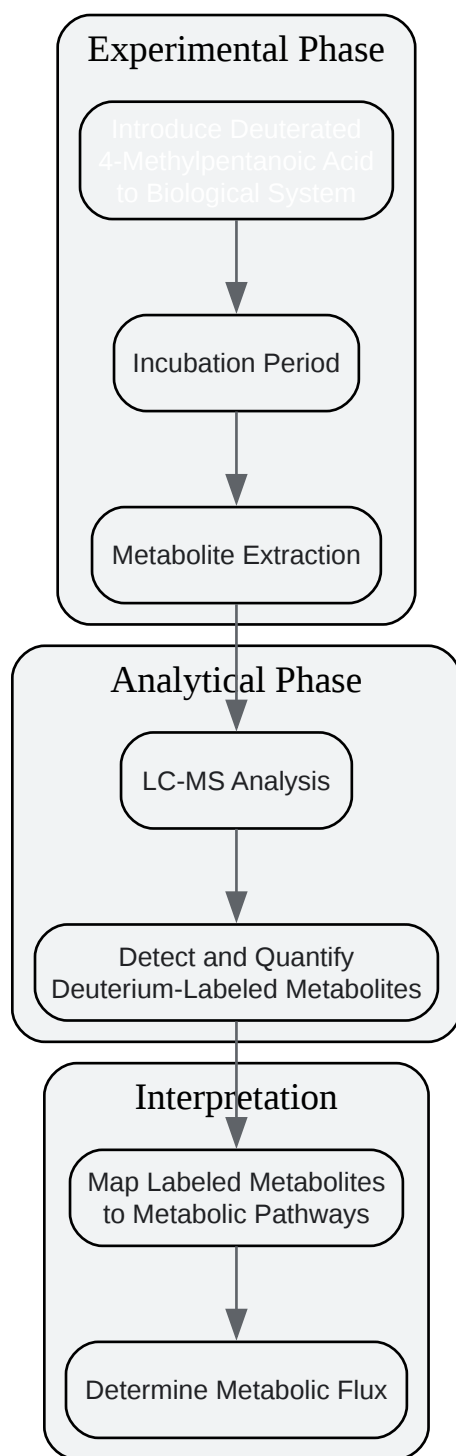 Experimental Phase
Introduce Deuterated
4-Methylpentanoic Acid
to Biological System
Incubation Period
Metabolite Extraction
Analytical Phase
LC-MS Analysis
Detect and Quantify
Deuterium-Labeled Metabolites
Interpretation
Map Labeled Metabolites
to Metabolic Pathways
Determine Metabolic Flux